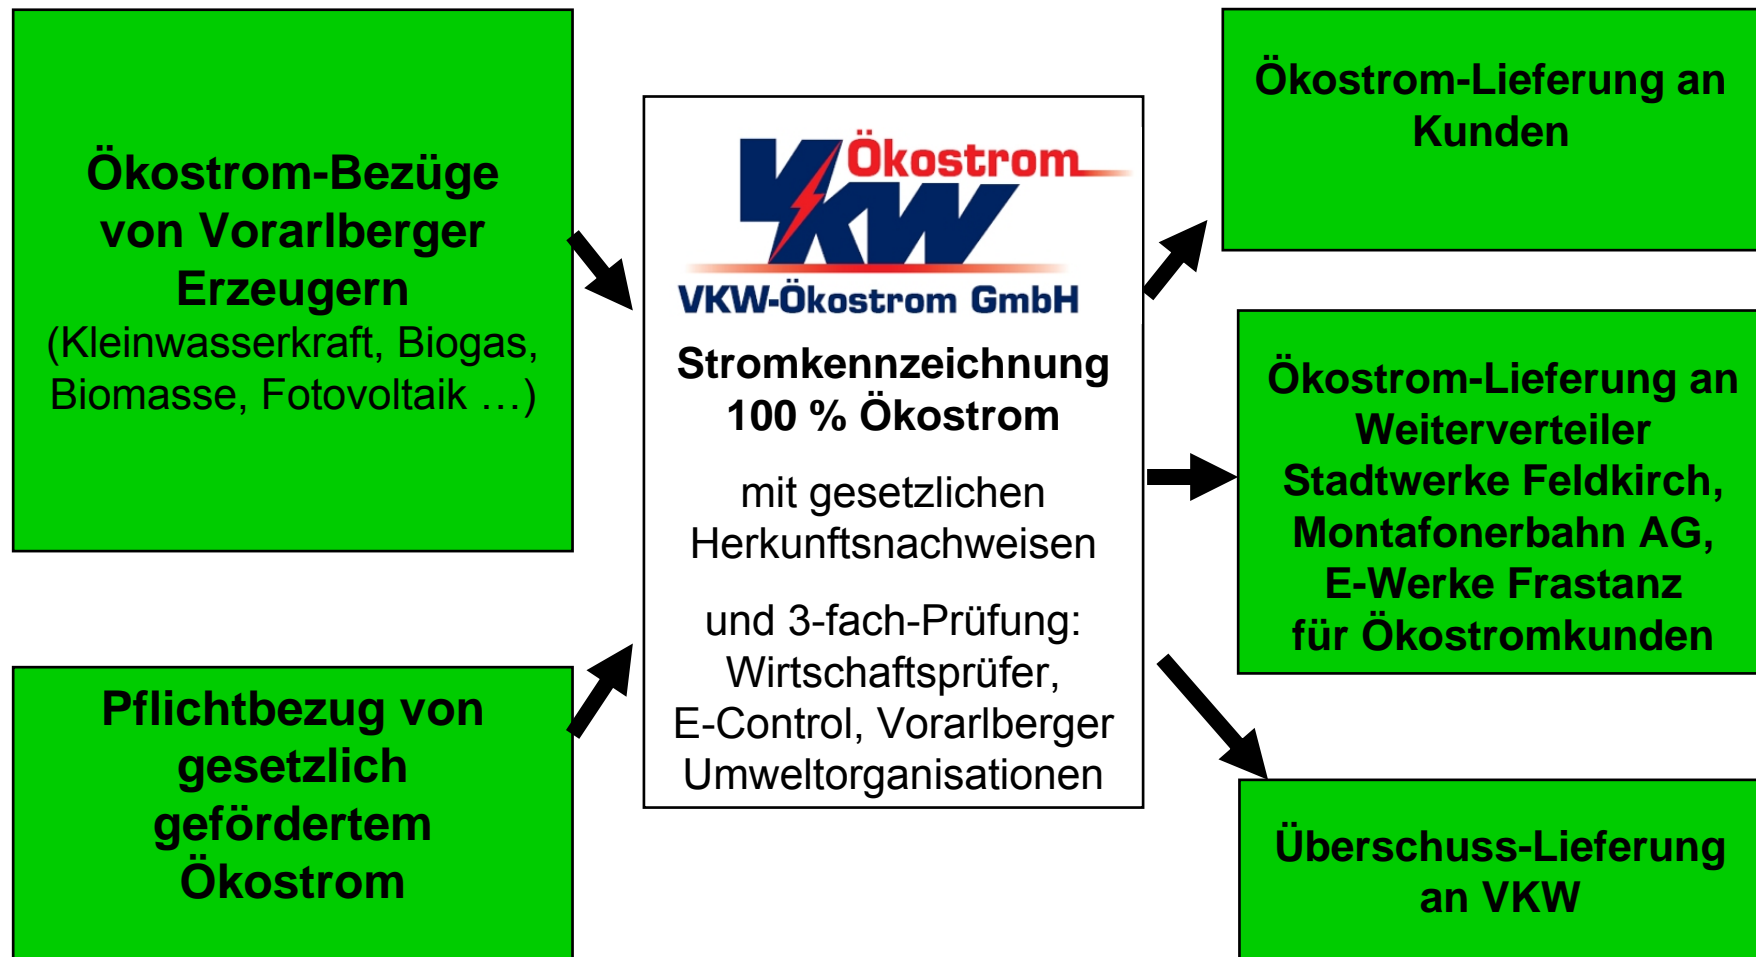 Ökostrom-Bezüge
von Vorarlberger
Erzeugern
(Kleinwasserkraft, Biogas,
Biomasse, Fotovoltaik …)
Pflichtbezug von
gesetzlich
gefördertem
Ökostrom
Ökostrom
VKW
VKW-Ökostrom GmbH
Stromkennzeichnung
100 % Ökostrom
mit gesetzlichen
Herkunftsnachweisen
und 3-fach-Prüfung:
Wirtschaftsprüfer,
E-Control, Vorarlberger
Umweltorganisationen
Ökostrom-Lieferung an
Kunden
Ökostrom-Lieferung an
Weiterverteiler
Stadtwerke Feldkirch,
Montafonerbahn AG,
E-Werke Frastanz
für Ökostromkunden
Überschuss-Lieferung
an VKW